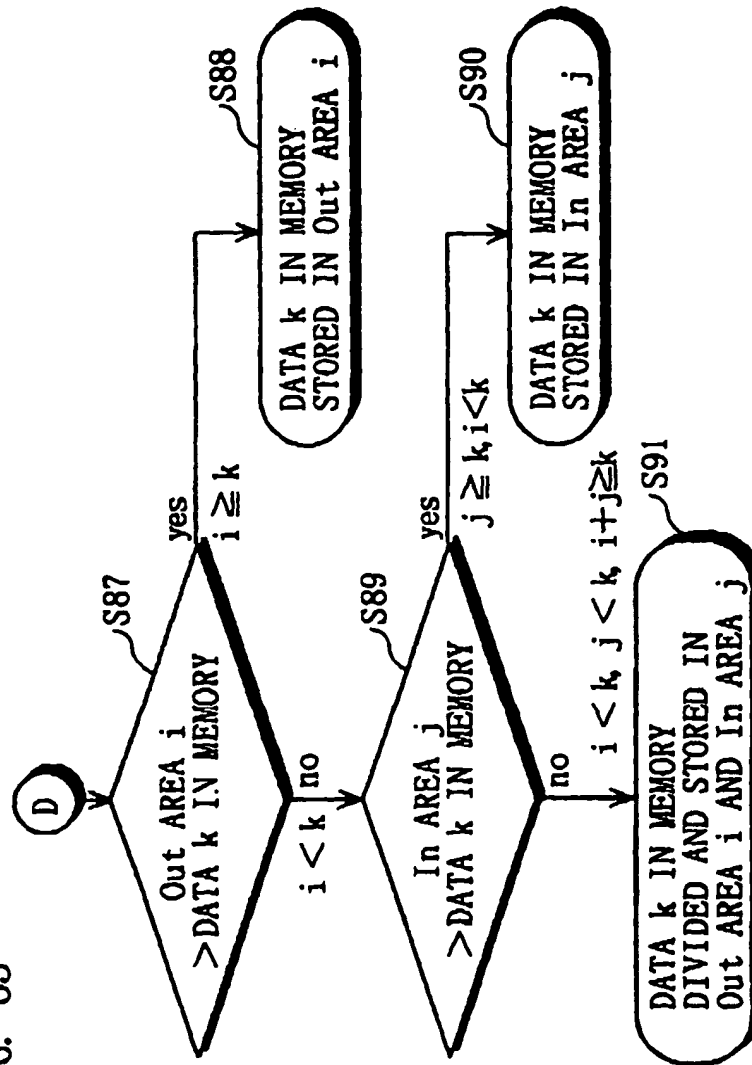 D
S87
Out AREA i
>DATA k IN MEMORY
yes
i ≧ k
S88
DATA k IN MEMORY
STORED IN Out AREA i
no
i < k
S89
In AREA j
>DATA k IN MEMORY
yes
j ≧ k, i<k
S90
DATA k IN MEMORY
STORED IN In AREA j
no
i < k, j < k, i+j≧k
S91
DATA k IN MEMORY
DIVIDED AND STORED IN
Out AREA i AND In AREA j